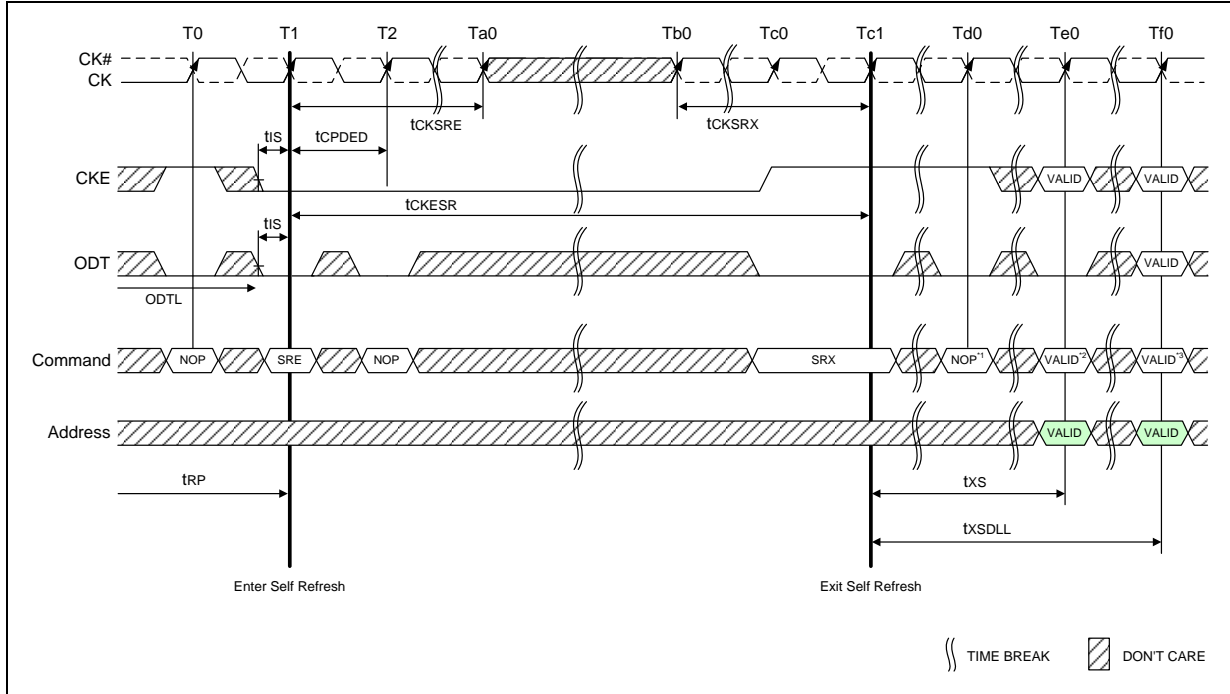 T0 T1 T2 Ta0 Tb0 Tc0 Tc1 Td0 Te0 Tf0
CK#
CK
tCKSRE tCKSRX
tIS tCPDED
CKE VALID VALID
tCKESR
tIS
ODT VALID
ODTL
Command NOP SRE NOP SRX NOP*1 VALID*2 VALID*3
Address VALID VALID
tRP tXS
tXSDLL
Enter Self Refresh Exit Self Refresh
TIME BREAK DON'T CARE